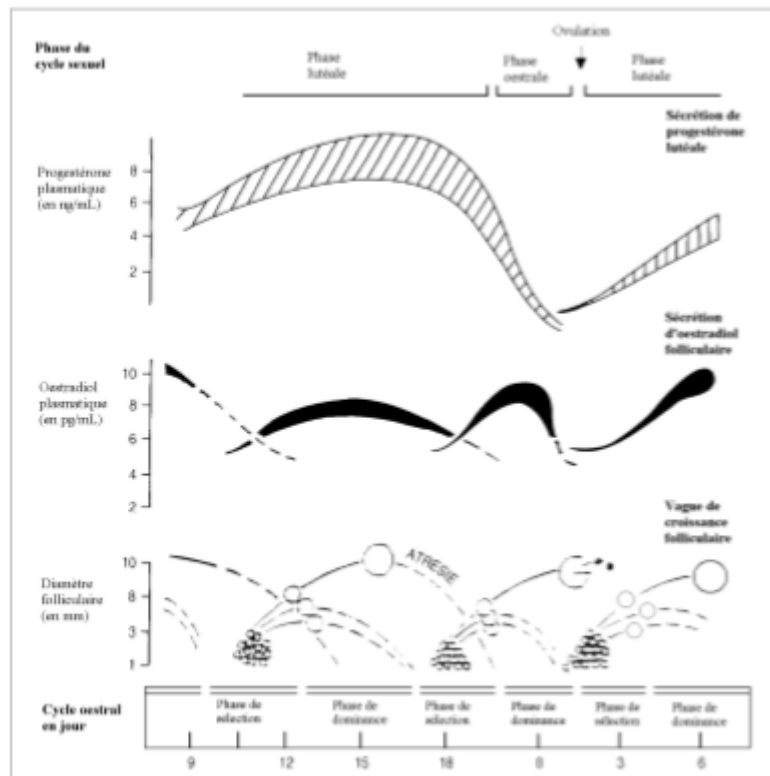 Ovulation
Phase du
cycle sexuel
Phase
lutéale
Phase
oestrale
Phase
lutéale
Sécrétion de
progestérone
lutéale
Progestérone
plasmatique
(en ng/mL)
8
6
4
2
Sécrétion
d'oestradiol
folliculaire
Oestradiol
plasmatique
(en pg/mL)
10
8
6
4
2
Vague de
croissance
folliculaire
ATRESIE
Diamètre
folliculaire
(en mm)
10
8
3
1
Cycle oestral
en jour
Phase de
sélection
Phase de
dominance
Phase de
sélection
Phase de
dominance
Phase de
sélection
Phase de
dominance
9 12 15 18 0 3 6